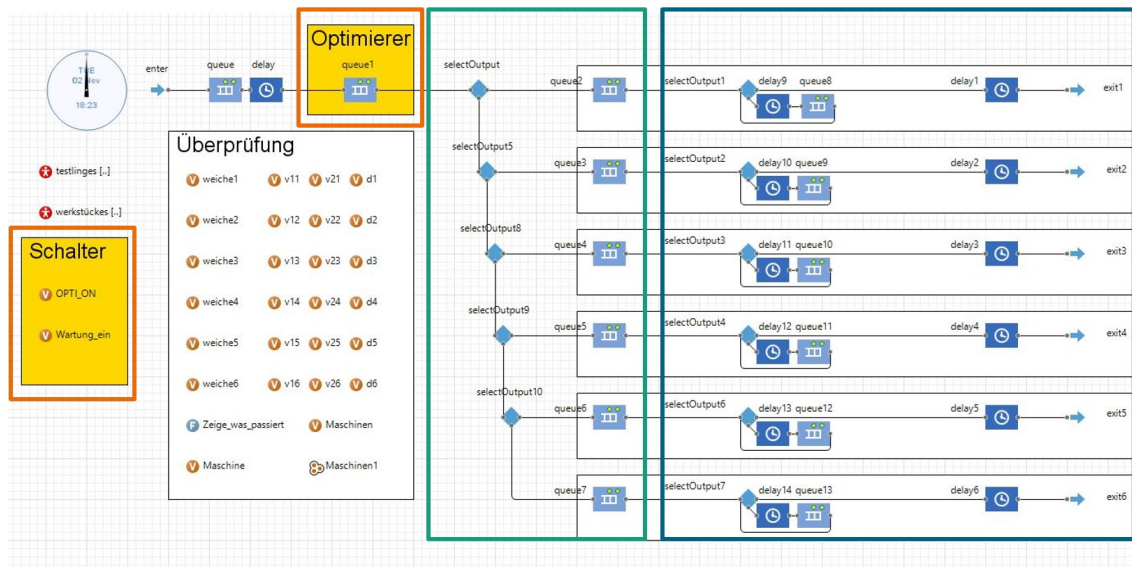 Optimierer
TUE
02 Nov
18:23
enter
queue
delay
queue1
selectOutput
queue2
selectOutput1
delay9
queue8
delay1
exit1
Überprüfung
testlinges [..]
werkstückes [..]
Schalter
OPTI_ON
Wartung_ein
weiche1 v11 v21 d1
weiche2 v12 v22 d2
weiche3 v13 v23 d3
weiche4 v14 v24 d4
weiche5 v15 v25 d5
weiche6 v16 v26 d6
Zeige_was_passiert Maschinen
Maschine Maschinen1
selectOutput5
queue3
selectOutput2
delay10 queue9
delay2
exit2
selectOutput8
queue4
selectOutput3
delay11 queue10
delay3
exit3
selectOutput9
queue5
selectOutput4
delay12 queue11
delay4
exit4
selectOutput10
queue6
selectOutput6
delay13 queue12
delay5
exit5
queue7
selectOutput7
delay14 queue13
delay6
exit6